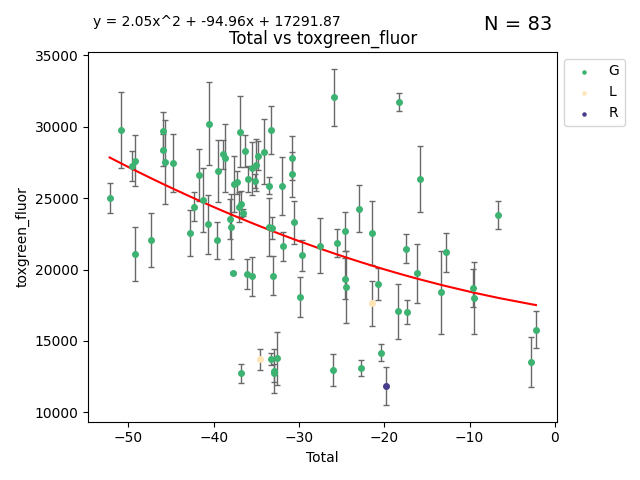 y = 2.05x^2 + -94.96x + 17291.87
N = 83
Total vs toxgreen_fluor
35000
30000
25000
20000
15000
10000
toxgreen_fluor
−50
−40
−30
−20
−10
0
Total
G
L
R